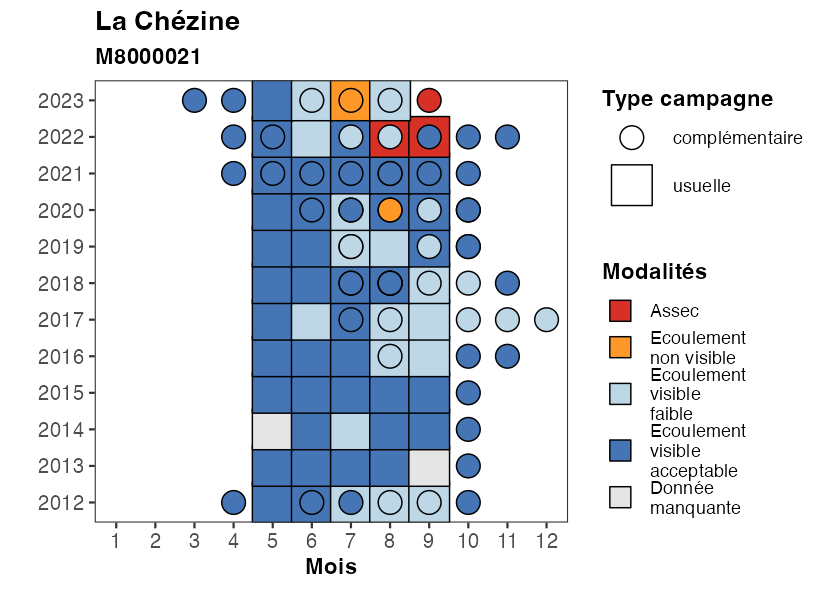 La Chézine
M8000021
2023
2022
2021
2020
2019
2018
2017
2016
2015
2014
2013
2012
1 2 3 4 5 6 7 8 9 10 11 12
Mois
Type campagne
complémentaire
usuelle
Modalités
Assec
Ecoulement
non visible
Ecoulement
visible
faible
Ecoulement
visible
acceptable
Donnée
manquante